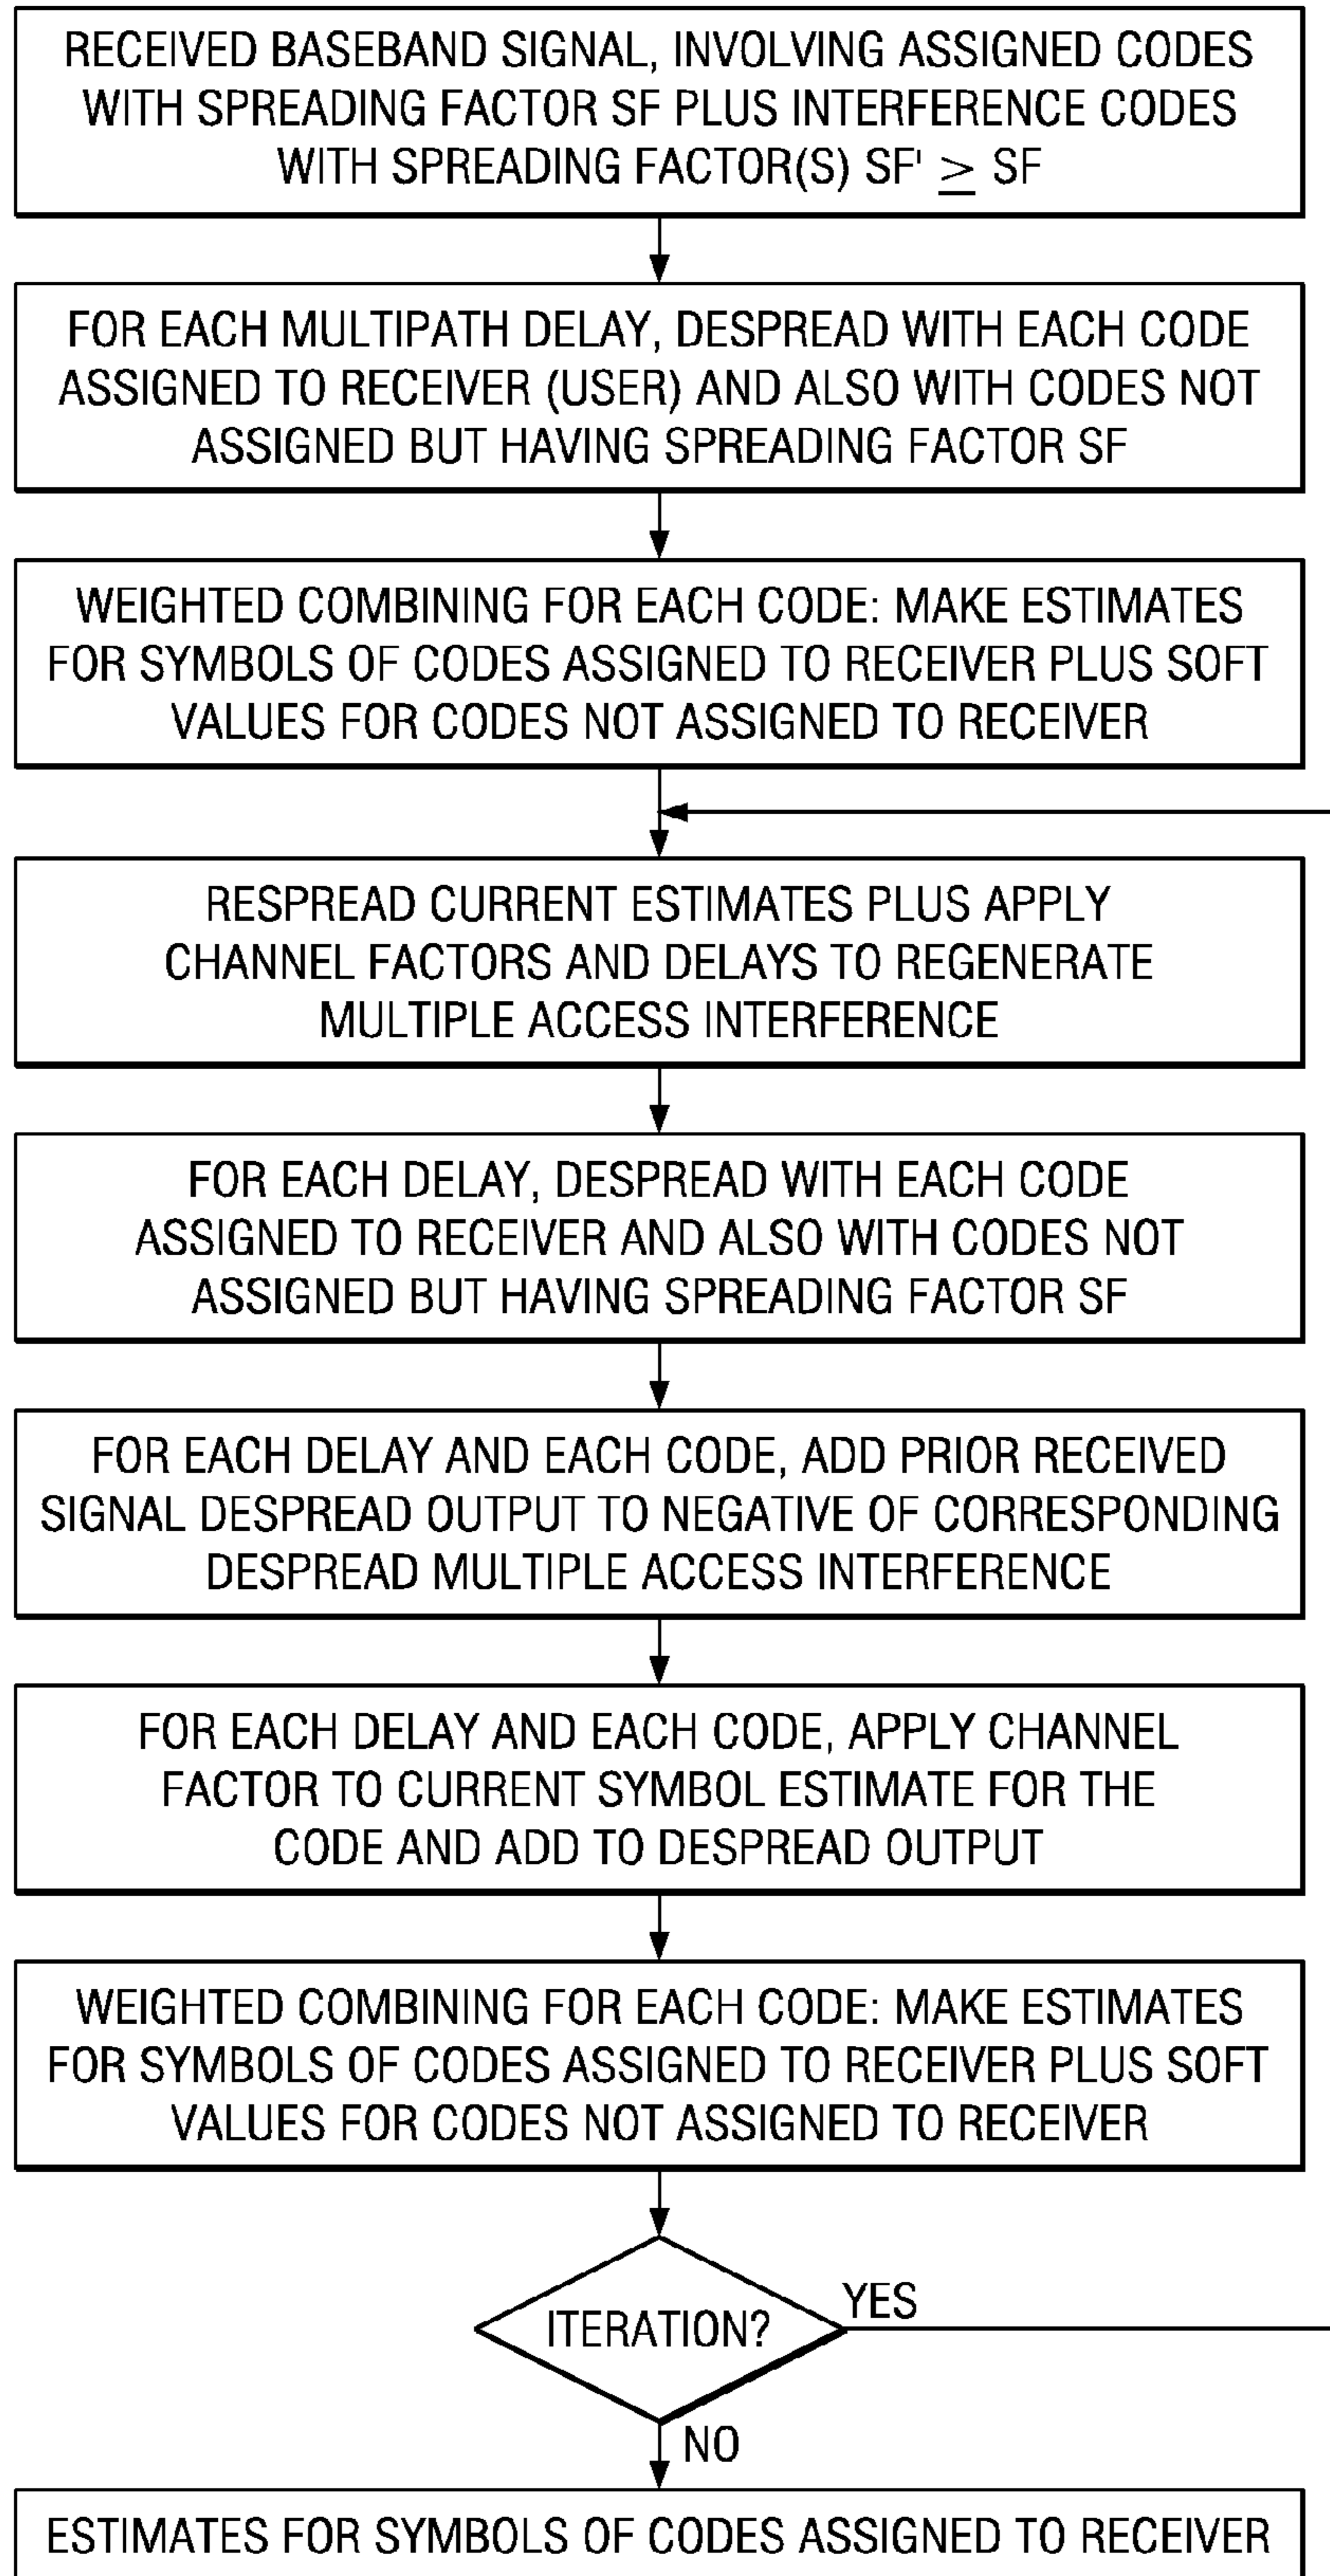 RECEIVED BASEBAND SIGNAL, INVOLVING ASSIGNED CODES
WITH SPREADING FACTOR SF PLUS INTERFERENCE CODES
WITH SPREADING FACTOR(S) SF' ≥ SF
FOR EACH MULTIPATH DELAY, DESPREAD WITH EACH CODE
ASSIGNED TO RECEIVER (USER) AND ALSO WITH CODES NOT
ASSIGNED BUT HAVING SPREADING FACTOR SF
WEIGHTED COMBINING FOR EACH CODE: MAKE ESTIMATES
FOR SYMBOLS OF CODES ASSIGNED TO RECEIVER PLUS SOFT
VALUES FOR CODES NOT ASSIGNED TO RECEIVER
RESPREAD CURRENT ESTIMATES PLUS APPLY
CHANNEL FACTORS AND DELAYS TO REGENERATE
MULTIPLE ACCESS INTERFERENCE
FOR EACH DELAY, DESPREAD WITH EACH CODE
ASSIGNED TO RECEIVER AND ALSO WITH CODES NOT
ASSIGNED BUT HAVING SPREADING FACTOR SF
FOR EACH DELAY AND EACH CODE, ADD PRIOR RECEIVED
SIGNAL DESPREAD OUTPUT TO NEGATIVE OF CORRESPONDING
DESPREAD MULTIPLE ACCESS INTERFERENCE
FOR EACH DELAY AND EACH CODE, APPLY CHANNEL
FACTOR TO CURRENT SYMBOL ESTIMATE FOR THE
CODE AND ADD TO DESPREAD OUTPUT
WEIGHTED COMBINING FOR EACH CODE: MAKE ESTIMATES
FOR SYMBOLS OF CODES ASSIGNED TO RECEIVER PLUS SOFT
VALUES FOR CODES NOT ASSIGNED TO RECEIVER
ITERATION?
YES
NO
ESTIMATES FOR SYMBOLS OF CODES ASSIGNED TO RECEIVER